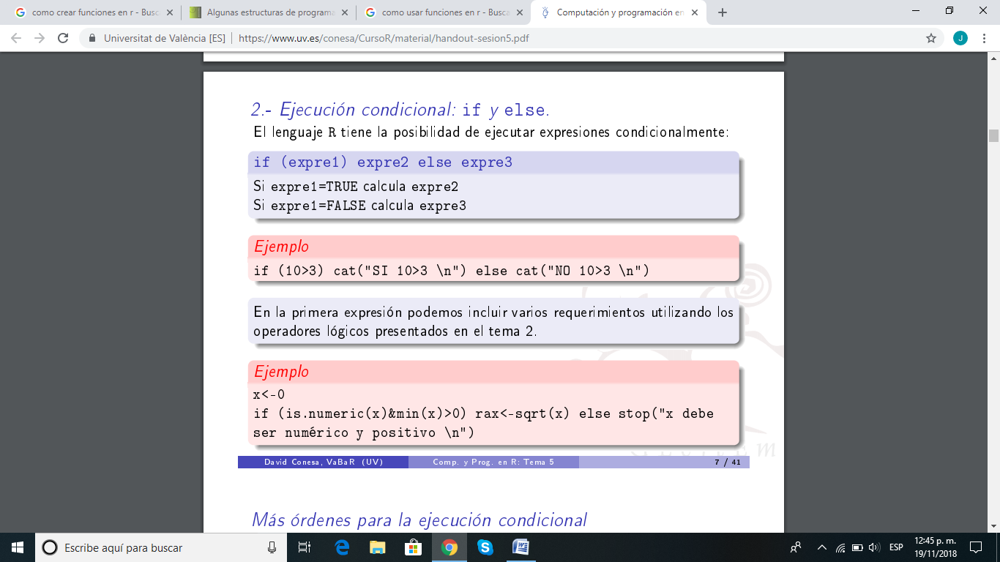 como crear funciones en r - Busc
Algunas estructuras de programa
como usar funciones en r - Busca
Computación y programación en
Universitat de València [ES]
https://www.uv.es/conesa/CursoR/material/handout-sesion5.pdf
J
2.- Ejecución condicional: if y else.
El lenguaje R tiene la posibilidad de ejecutar expresiones condicionalmente:
if (expre1) expre2 else expre3
Si expre1=TRUE calcula expre2
Si expre1=FALSE calcula expre3
Ejemplo
if (10>3) cat("SI 10>3 \n") else cat("NO 10>3 \n")
En la primera expresión podemos incluir varios requerimientos utilizando los
operadores lógicos presentados en el tema 2.
Ejemplo
x<-0
if (is.numeric(x)&min(x)>0) rax<-sqrt(x) else stop("x debe
ser numérico y positivo \n")
David Conesa, VaBaR (UV)
Comp. y Prog. en R: Tema 5
7 / 41
Más órdenes para la ejecución condicional
Escribe aquí para buscar
ESP
12:45 p. m.
19/11/2018